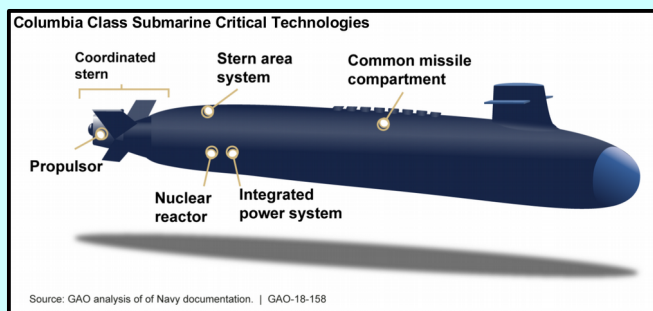 Columbia Class Submarine Critical Technologies
Coordinated
stern
Stern area
system
Common missile
compartment
Propulsor
Nuclear
reactor
Integrated
power system
Source: GAO analysis of of Navy documentation. | GAO-18-158